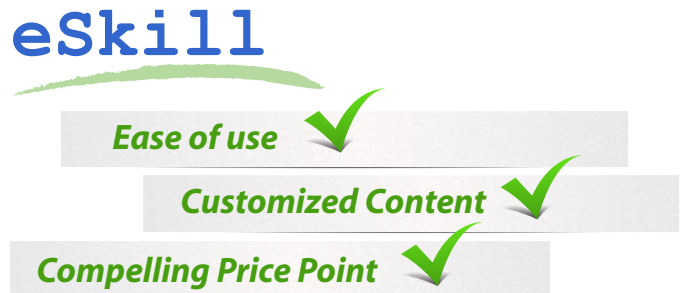 eSkill
Ease of use
Customized Content
Compelling Price Point